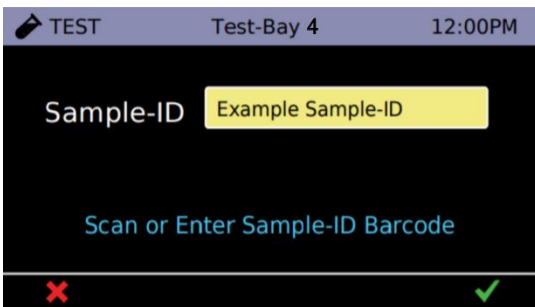 TEST Test-Bay 4 12:00PM
Sample-ID Example Sample-ID
Scan or Enter Sample-ID Barcode